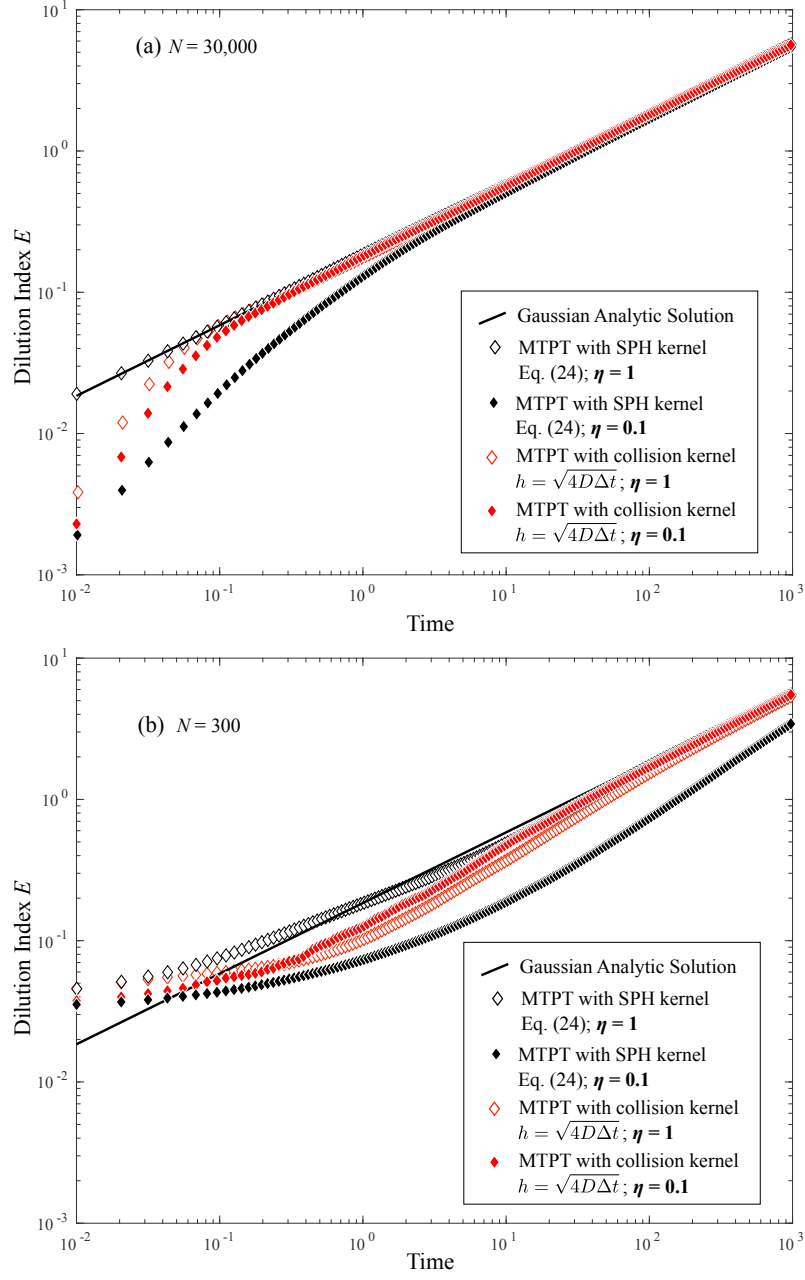 (a) N = 30,000
10^1
10^0
10^-1
10^-2
10^-3
Dilution Index E
Gaussian Analytic Solution
MTPT with SPH kernel
Eq. (24); η = 1
MTPT with SPH kernel
Eq. (24); η = 0.1
MTPT with collision kernel
h = √4DΔt ; η = 1
MTPT with collision kernel
h = √4DΔt ; η = 0.1
10^-2 10^-1 10^0 10^1 10^2 10^3
Time
(b) N = 300
10^1
10^0
10^-1
10^-2
10^-3
Dilution Index E
Gaussian Analytic Solution
MTPT with SPH kernel
Eq. (24); η = 1
MTPT with SPH kernel
Eq. (24); η = 0.1
MTPT with collision kernel
h = √4DΔt ; η = 1
MTPT with collision kernel
h = √4DΔt ; η = 0.1
10^-2 10^-1 10^0 10^1 10^2 10^3
Time